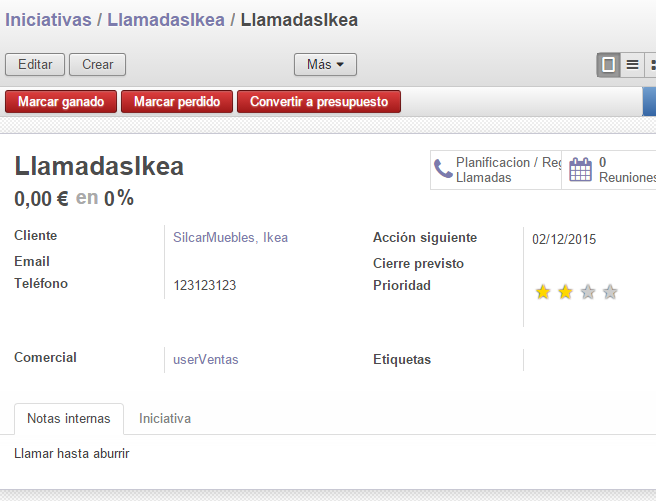 Iniciativas / LlamadasIkea / LlamadasIkea
Editar Crear Más
Marcar ganado Marcar perdido Convertir a presupuesto
LlamadasIkea
Planificacion / Reg
Llamadas
0
Reuniones
0,00 € en 0 %
Cliente SilcarMuebles, Ikea
Email
Teléfono 123123123
Acción siguiente 02/12/2015
Cierre previsto
Prioridad
Comercial userVentas
Etiquetas
Notas internas Iniciativa
Llamar hasta aburrir